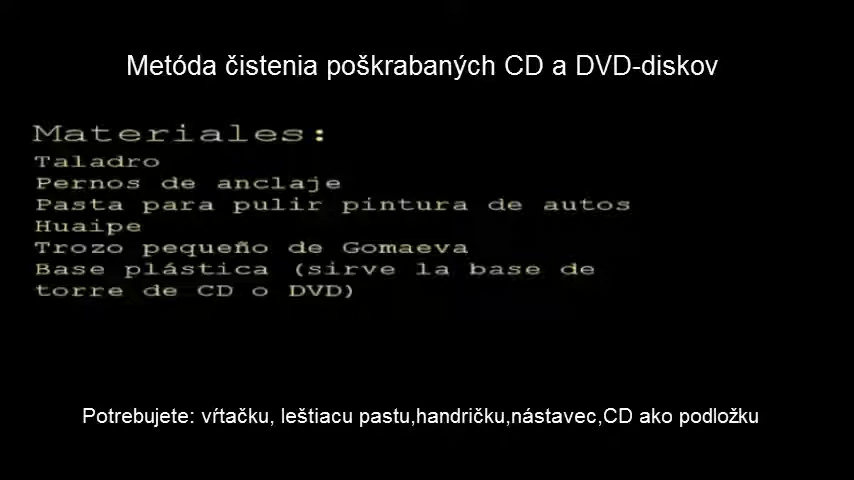 Metóda čistenia poškrabaných CD a DVD-diskov
Materiales:
Taladro
Pernos de anclaje
Pasta para pulir pintura de autos
Huaipe
Trozo pequeño de Gomaeva
Base plástica (sirve la base de
torre de CD o DVD)
Potrebujete: vŕtačku, leštiacu pastu,handričku,nástavec,CD ako podložku